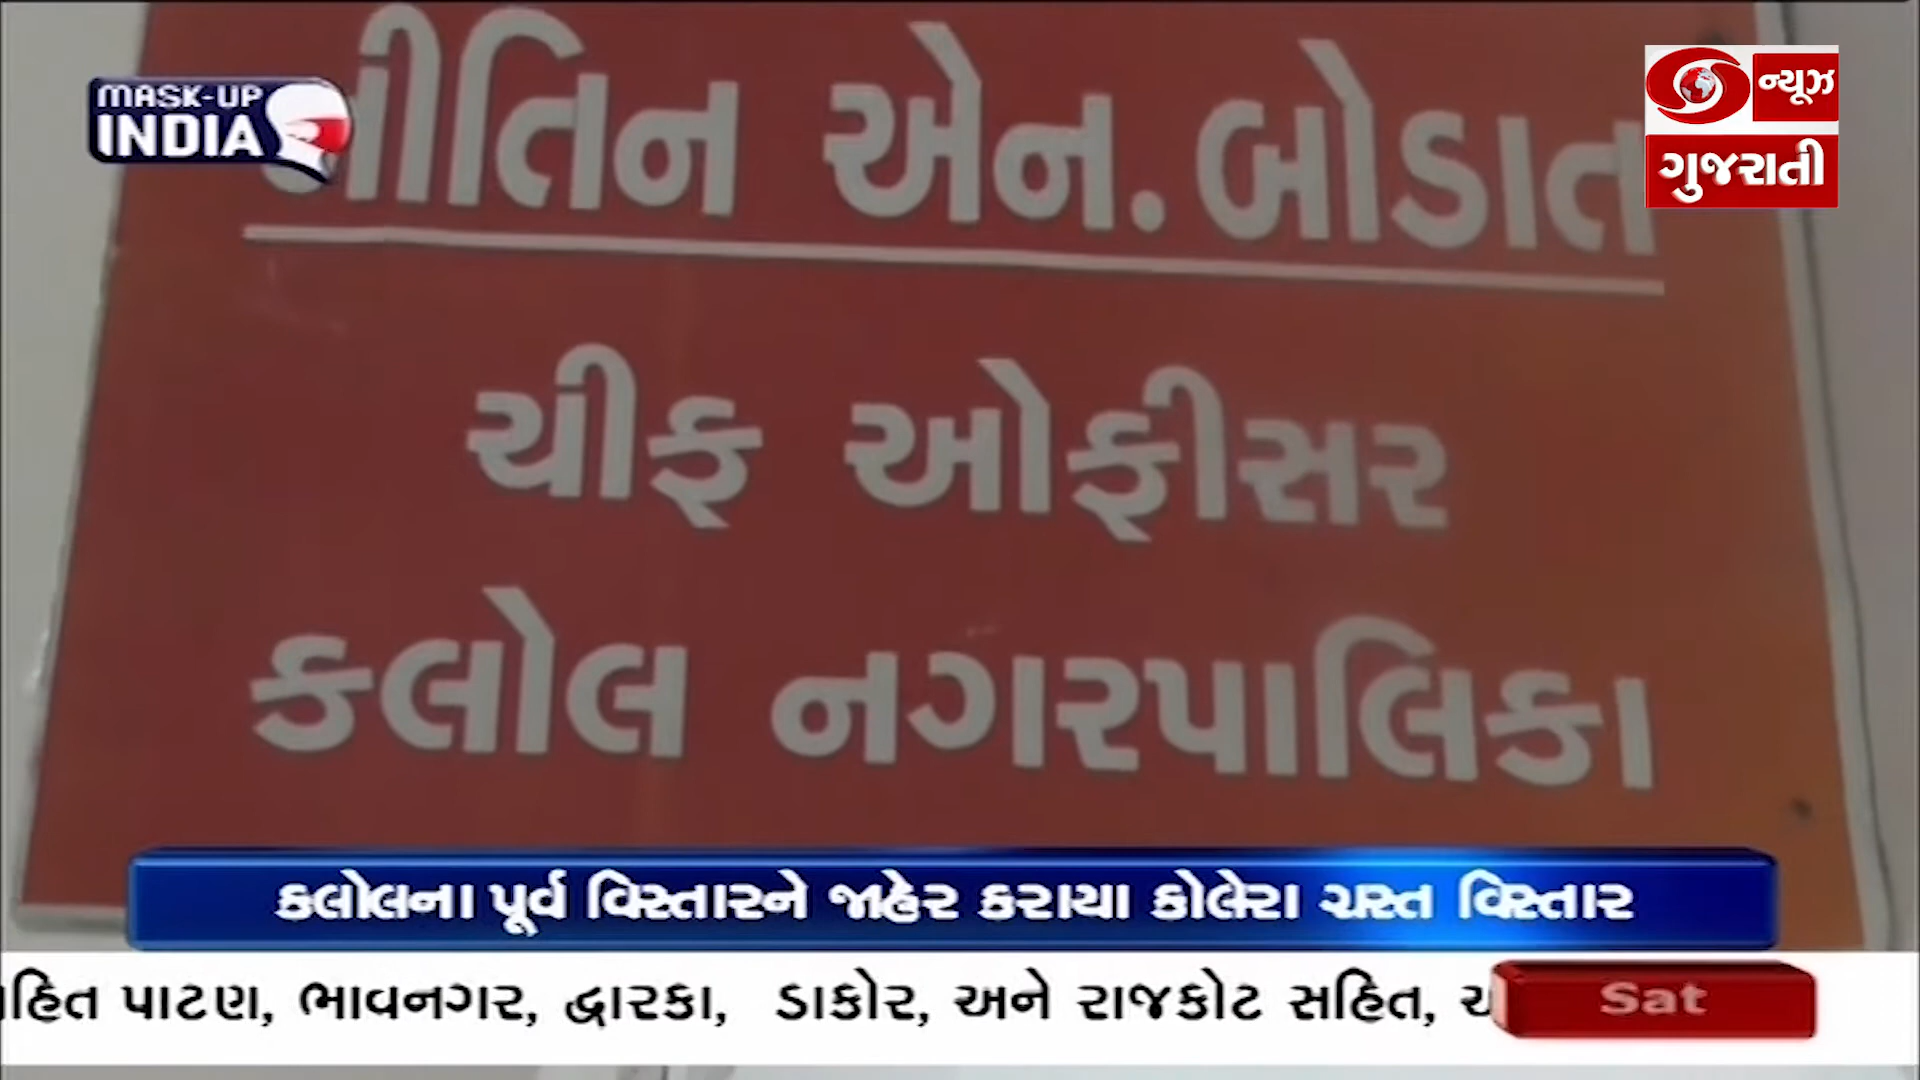 MASK-UP
INDIA
ન્યૂઝ
ગુજરાતી
નીતિન એન. બોડાત
ચીફ ઓફીસર
કલોલ નગરપાલિકા
કલોલના પૂર્વ વિસ્તારને જાહેર કરાયા કોલેરા ગ્રસ્ત વિસ્તાર
પાટણ, ભાવનગર, દ્વારકા, ડાકોર, અને રાજકોટ સહિત,
Sat